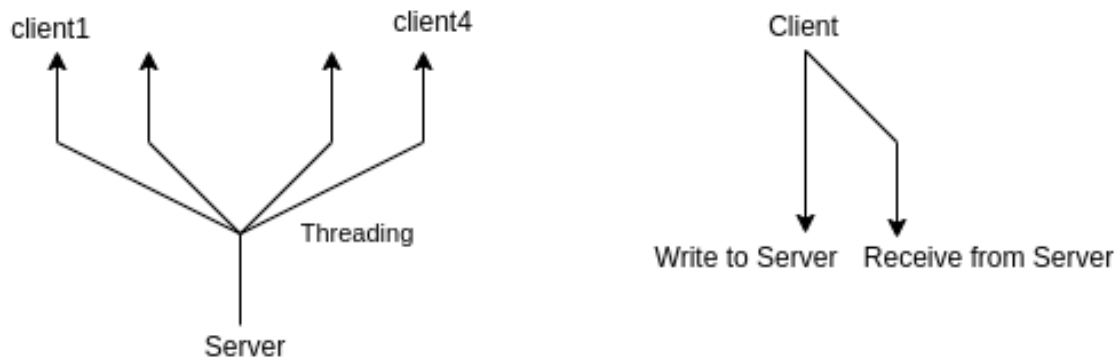 client1
client4
Threading
Server
Client
Write to Server
Receive from Server